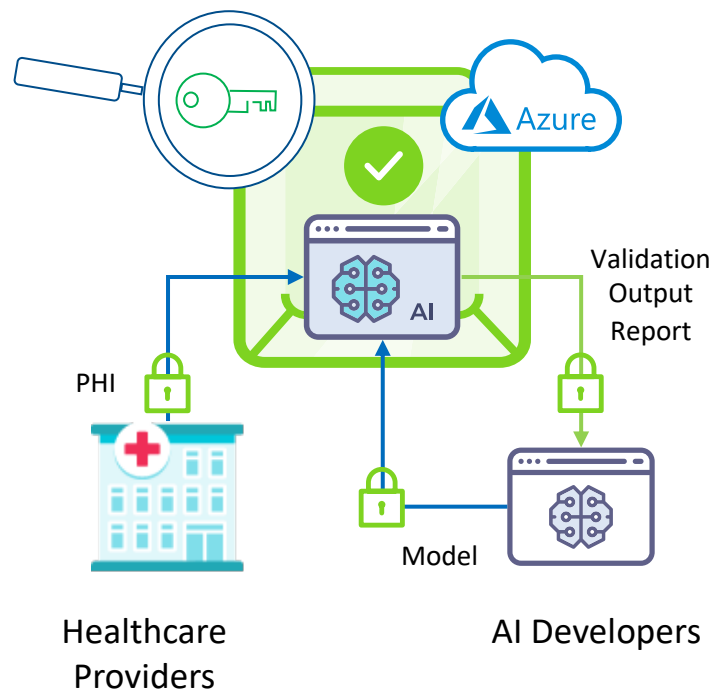 Azure
AI
Validation
Output
Report
PHI
Model
Healthcare
Providers
AI Developers